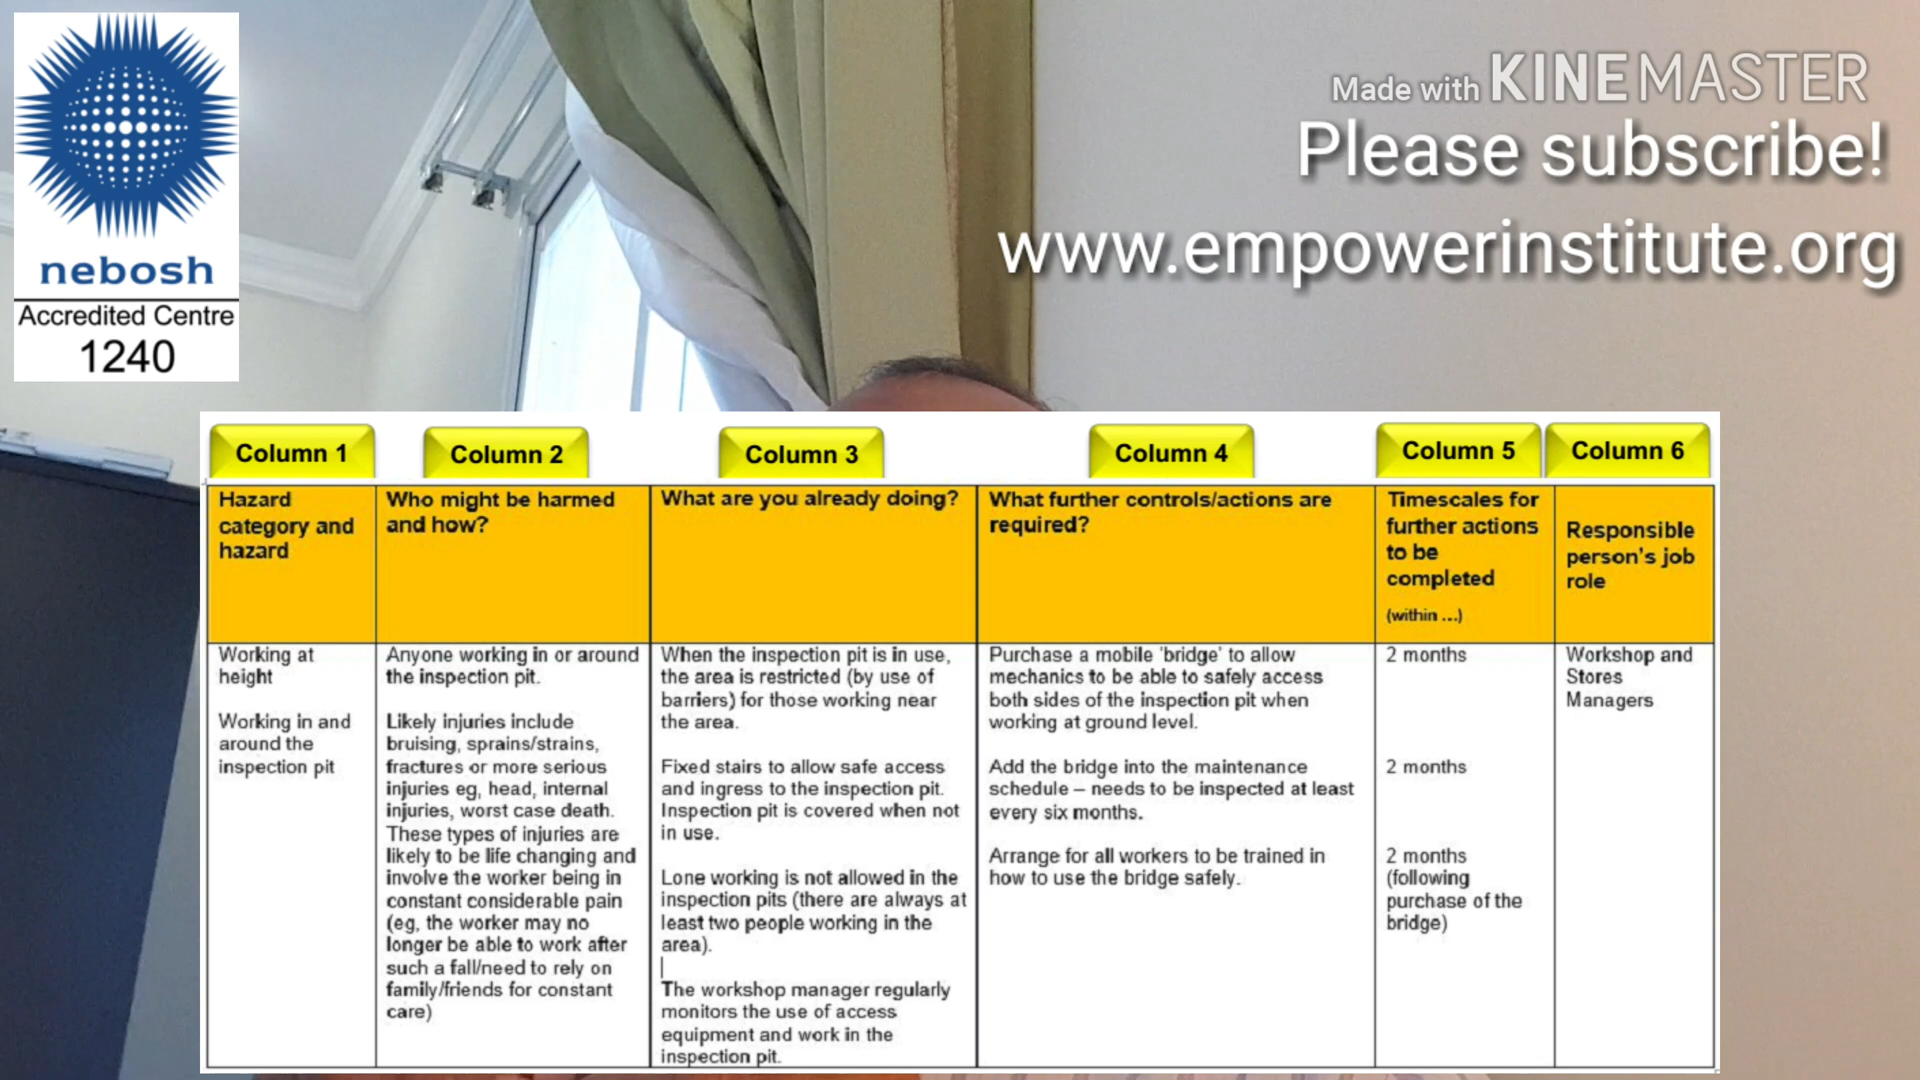 nebosh
Accredited Centre
1240
Made with KINEMASTER
Please subscribe!
www.empowerinstitute.org
Column 1
Column 2
Column 3
Column 4
Column 5
Column 6
Hazard
category and
hazard
Who might be harmed
and how?
What are you already doing?
What further controls/actions are
required?
Timescales for
further actions
to be
completed
(within ...)
Responsible
person's job
role
Working at
height
Working in and
around the
inspection pit
Anyone working in or around
the inspection pit.
Likely injuries include
bruising, sprains/strains,
fractures or more serious
injuries eg, head, internal
injuries, worst case death.
These types of injuries are
likely to be life changing and
involve the worker being in
constant considerable pain
(eg, the worker may no
longer be able to work after
such a fall/need to rely on
family/friends for constant
care)
When the inspection pit is in use,
the area is restricted (by use of
barriers) for those working near
the area.
Fixed stairs to allow safe access
and ingress to the inspection pit.
Inspection pit is covered when not
in use.
Lone working is not allowed in the
inspection pits (there are always at
least two people working in the
area).
The workshop manager regularly
monitors the use of access
equipment and work in the
inspection pit.
Purchase a mobile 'bridge' to allow
mechanics to be able to safely access
both sides of the inspection pit when
working at ground level.
Add the bridge into the maintenance
schedule – needs to be inspected at least
every six months.
Arrange for all workers to be trained in
how to use the bridge safely.
2 months
2 months
2 months
(following
purchase of the
bridge)
Workshop and
Stores
Managers